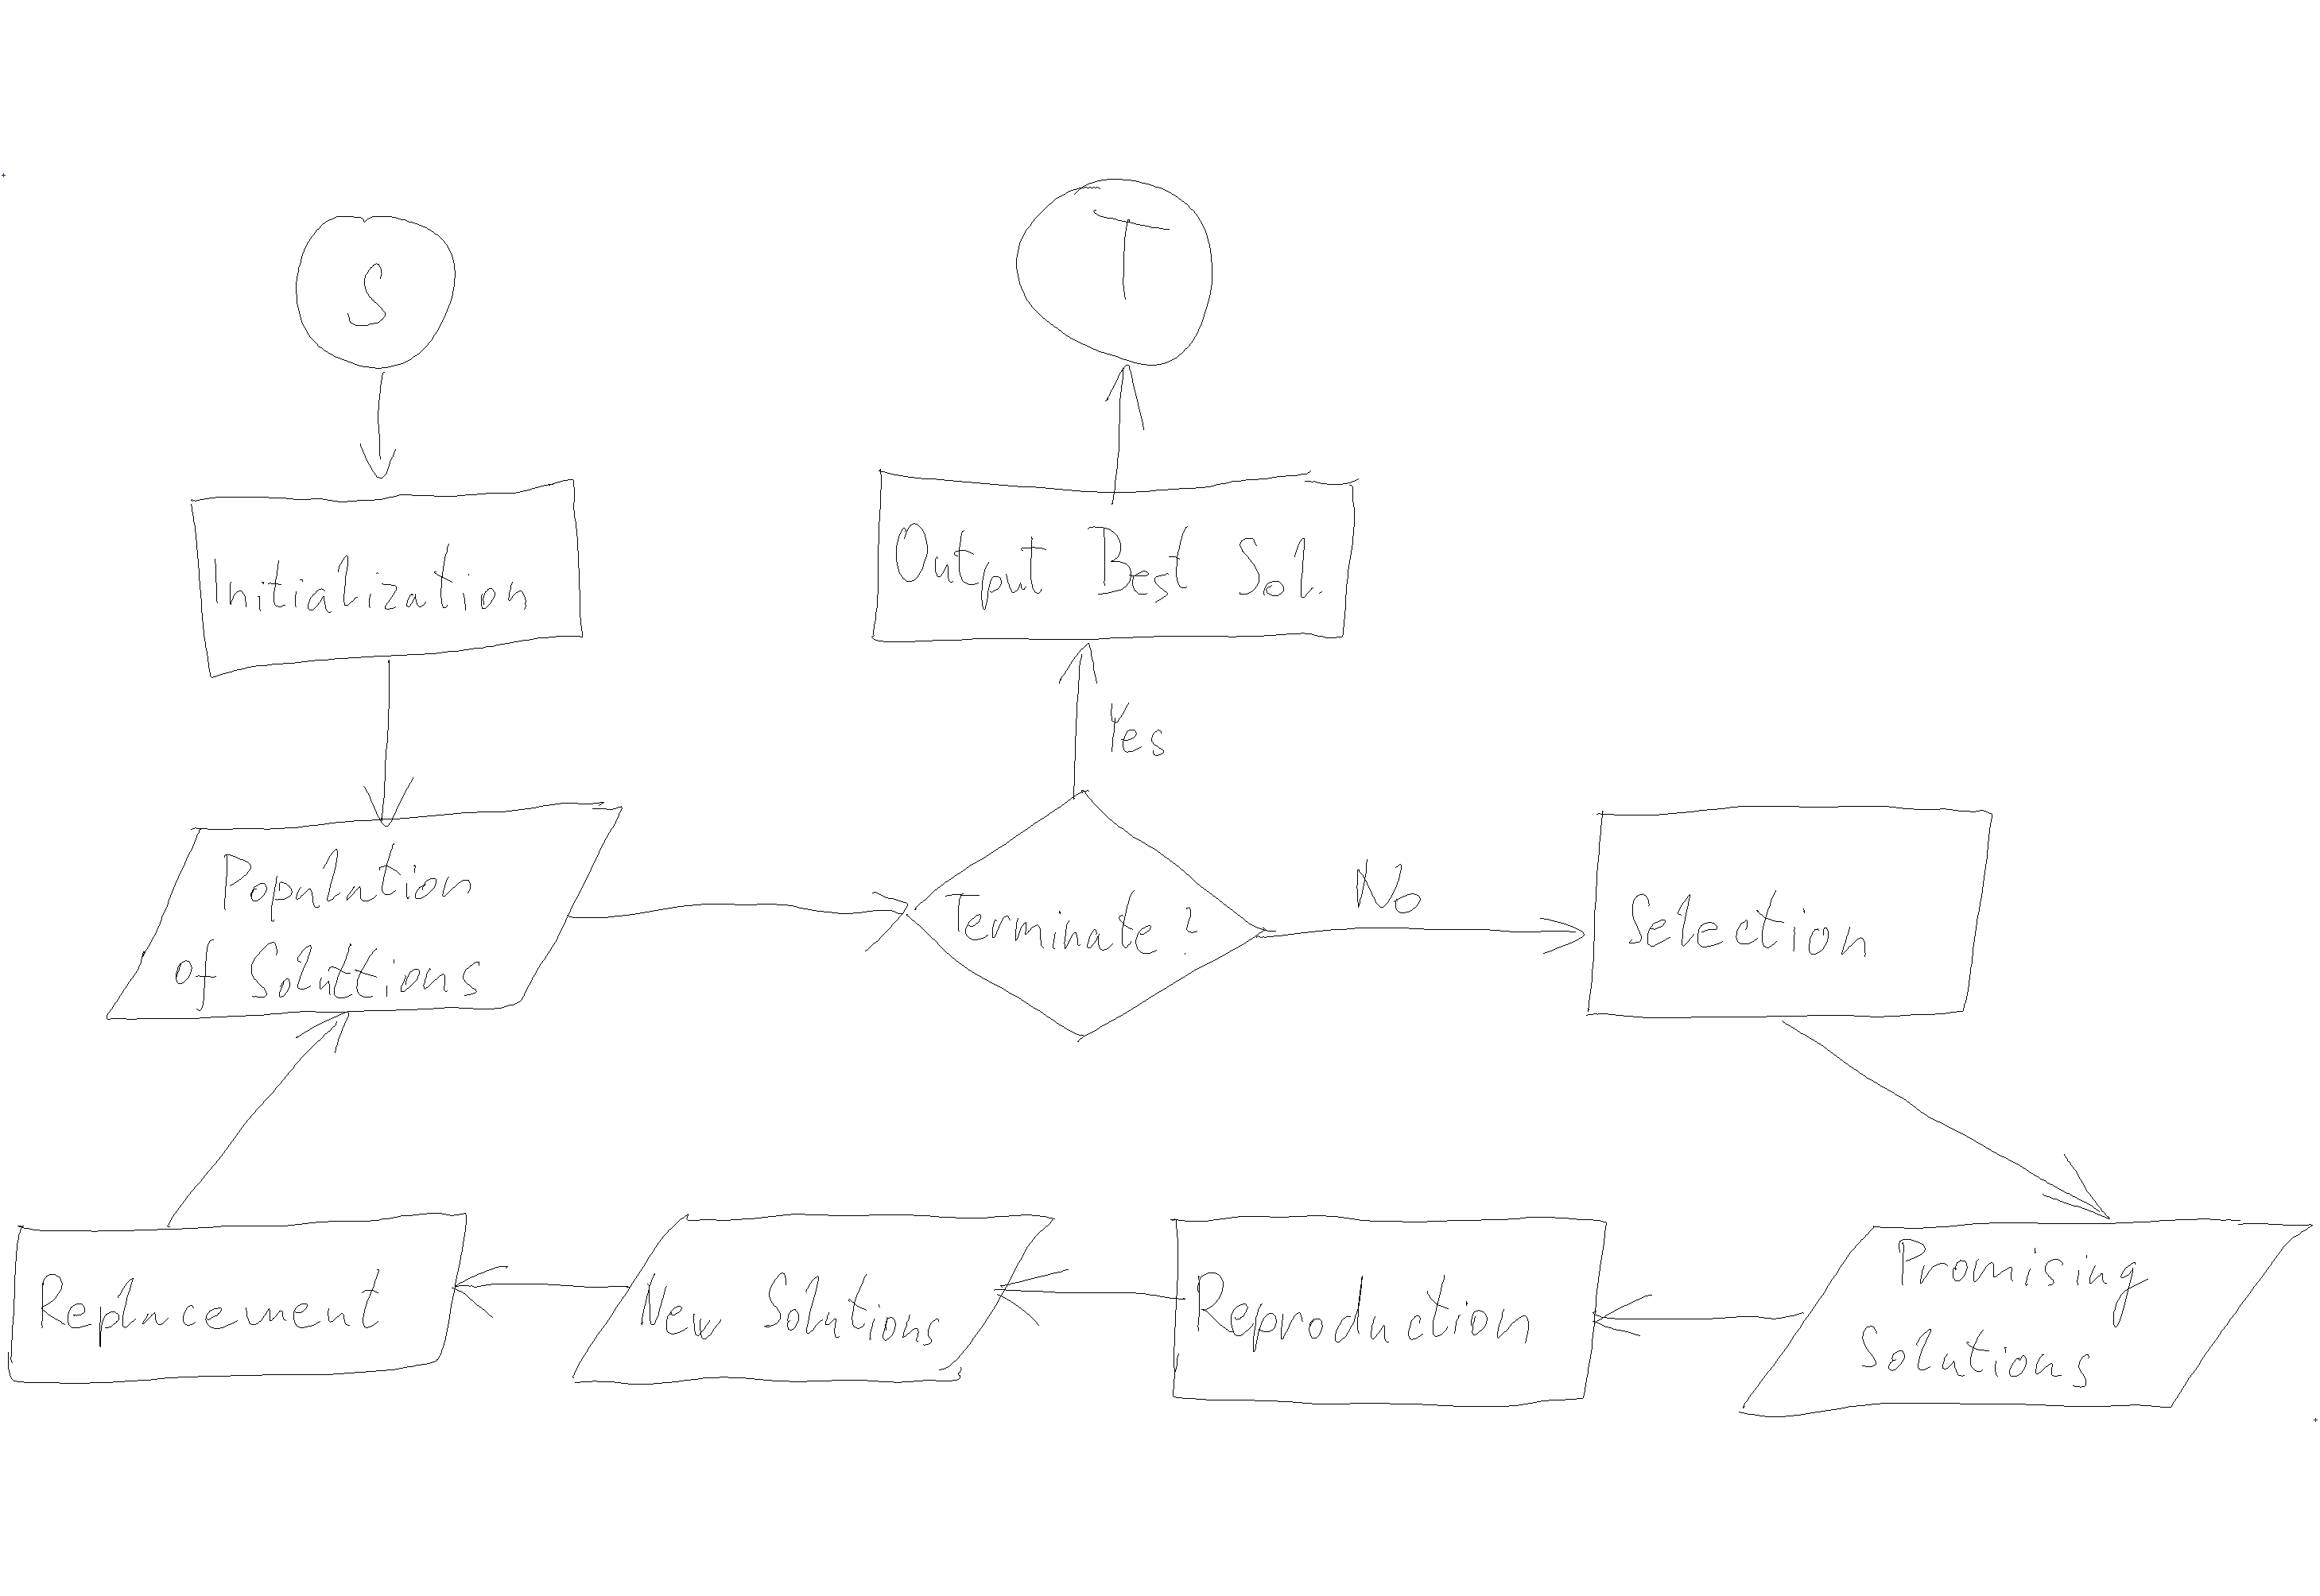 S
T
Initialization
Output Best Sol.
Yes
Population
of Soluttions
Terminate?
No
Selection
Replacement
New Solutions
Reproduction
Promising
Solutions